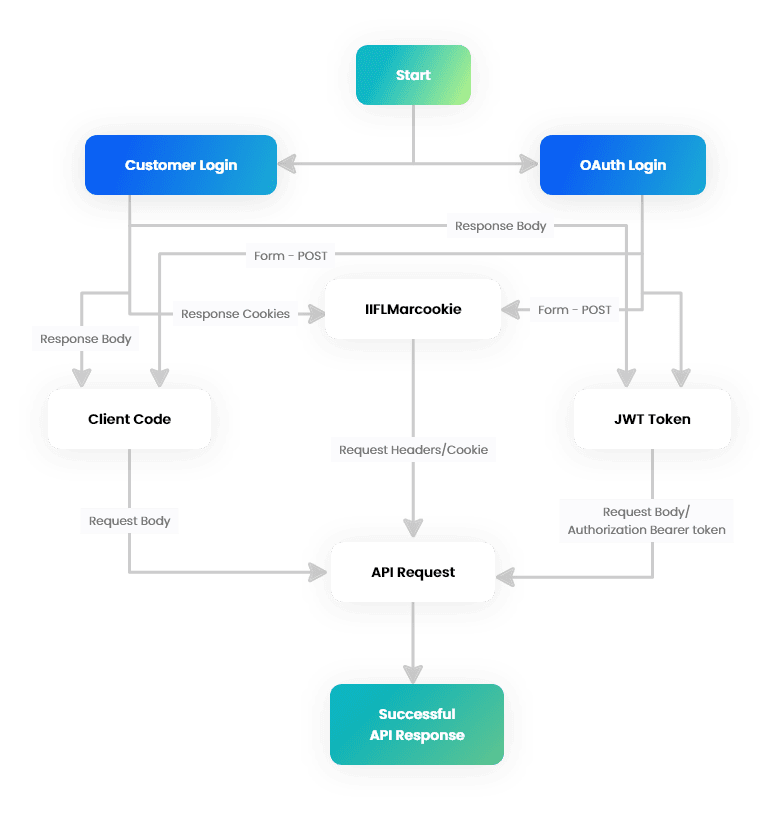 Start
Customer Login
OAuth Login
Response Body
Form - POST
Response Cookies
IIFLMarcookie
Form - POST
Response Body
Client Code
JWT Token
Request Headers/Cookie
Request Body
Request Body/
Authorization Bearer token
API Request
Successful
API Response